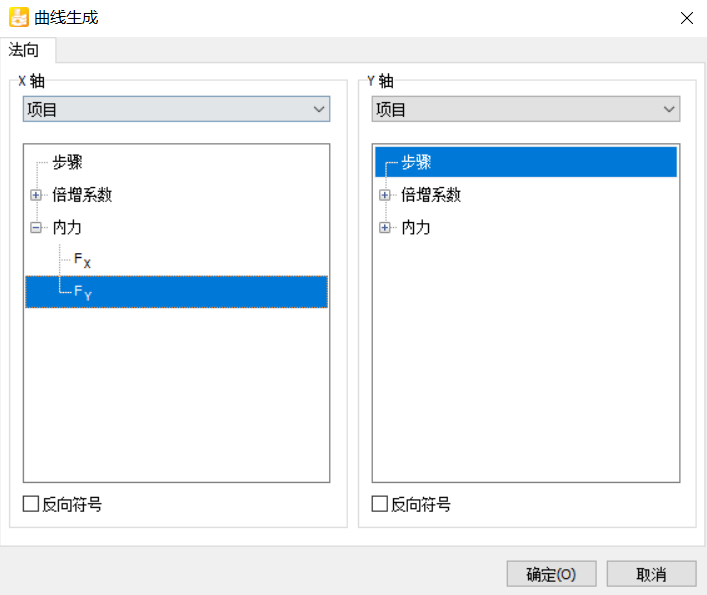 曲线生成
法向
X 轴
项目
步骤
倍增系数
内力
FX
FY
反向符号
Y 轴
项目
步骤
倍增系数
内力
反向符号
确定(O)
取消